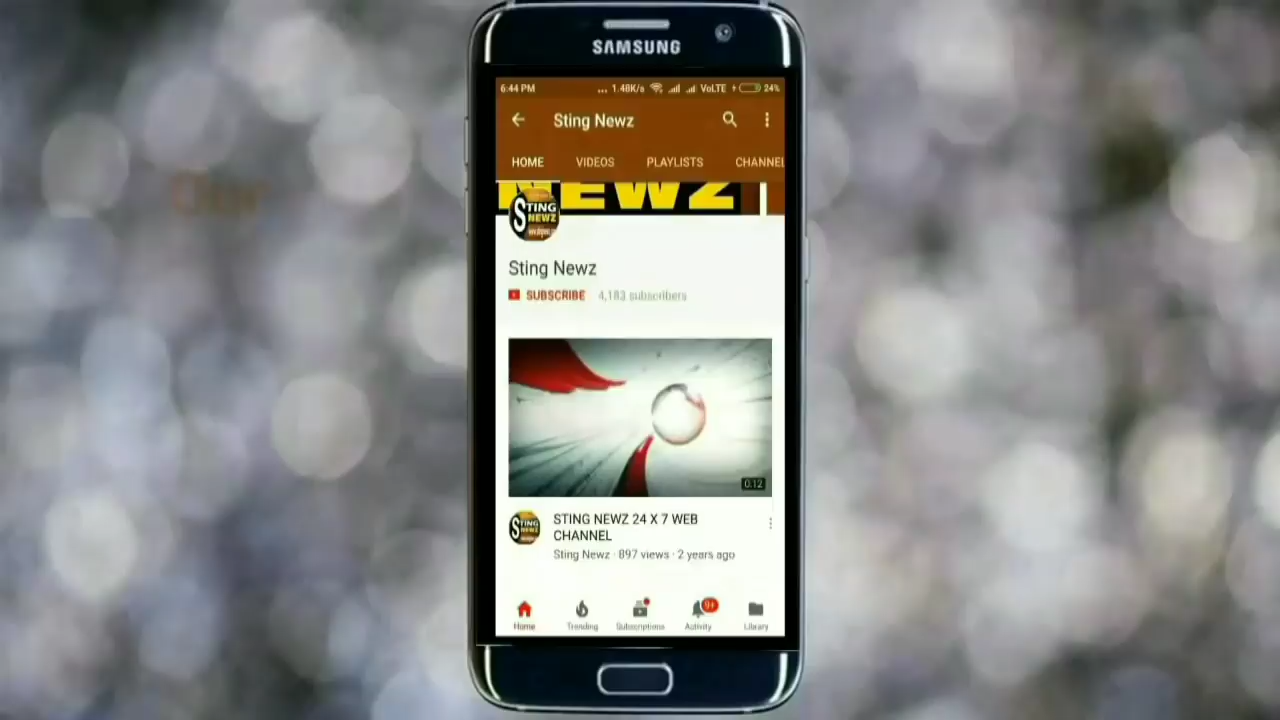 SAMSUNG
6:44 PM ... 1.48K/s VoLTE 24%
Sting Newz
HOME VIDEOS PLAYLISTS CHANNEL
NEWZ
STING
NEWZ
Sting Newz
SUBSCRIBE 4,183 subscribers
0:12
STING
NEWZ
STING NEWZ 24 X 7 WEB
CHANNEL
Sting Newz · 897 views · 2 years ago
9+
Home Trending Subscriptions Activity Library